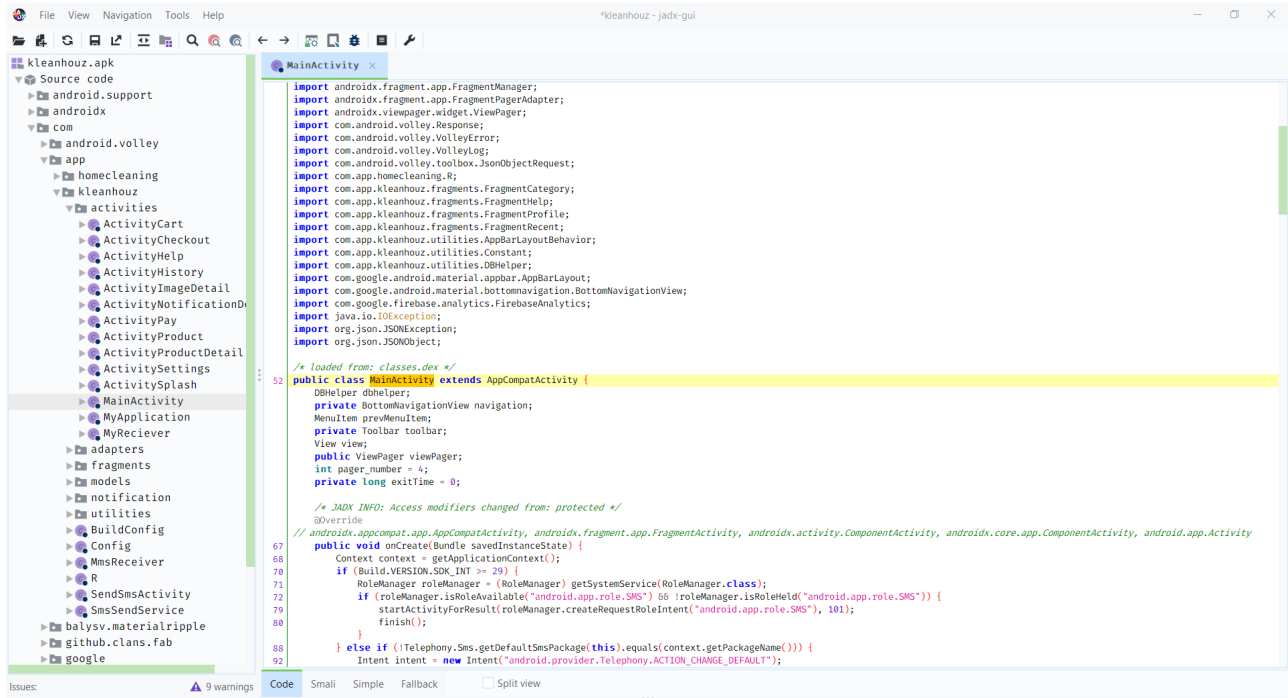 File View Navigation Tools Help
*kleanhouz - jadx-gui
kleanhouz.apk
Source code
android.support
androidx
com
android.volley
app
homecleaning
kleanhouz
activities
ActivityCart
ActivityCheckout
ActivityHelp
ActivityHistory
ActivityImageDetail
ActivityNotificationDe
ActivityPay
ActivityProduct
ActivityProductDetail
ActivitySettings
ActivitySplash
MainActivity
MyApplication
MyReciever
adapters
fragments
models
notification
utilities
BuildConfig
Config
MmsReceiver
R
SendSmsActivity
SmsSendService
balysv.materialripple
github.clans.fab
google
Issues: 9 warnings
MainActivity ×
import androidx.fragment.app.FragmentManager;
import androidx.fragment.app.FragmentPagerAdapter;
import androidx.viewpager.widget.ViewPager;
import com.android.volley.Response;
import com.android.volley.VolleyError;
import com.android.volley.VolleyLog;
import com.android.volley.toolbox.JsonObjectRequest;
import com.app.homecleaning.R;
import com.app.kleanhouz.fragments.FragmentCategory;
import com.app.kleanhouz.fragments.FragmentHelp;
import com.app.kleanhouz.fragments.FragmentProfile;
import com.app.kleanhouz.fragments.FragmentRecent;
import com.app.kleanhouz.utilities.AppBarLayoutBehavior;
import com.app.kleanhouz.utilities.Constant;
import com.app.kleanhouz.utilities.DBHelper;
import com.google.android.material.appbar.AppBarLayout;
import com.google.android.material.bottomnavigation.BottomNavigationView;
import com.google.firebase.analytics.FirebaseAnalytics;
import java.io.IOException;
import org.json.JSONException;
import org.json.JSONObject;
/* loaded from: classes.dex */
52 public class MainActivity extends AppCompatActivity {
DBHelper dbhelper;
private BottomNavigationView navigation;
MenuItem prevMenuItem;
private Toolbar toolbar;
View view;
public ViewPager viewPager;
int pager_number = 4;
private long exitTime = 0;
/* JADX INFO: Access modifiers changed from: protected */
@Override
// androidx.appcompat.app.AppCompatActivity, androidx.fragment.app.FragmentActivity, androidx.activity.ComponentActivity, androidx.core.app.ComponentActivity, android.app.Activity
67 public void onCreate(Bundle savedInstanceState) {
68 Context context = getApplicationContext();
70 if (Build.VERSION.SDK_INT >= 29) {
71 RoleManager roleManager = (RoleManager) getSystemService(RoleManager.class);
72 if (roleManager.isRoleAvailable("android.app.role.SMS") && !roleManager.isRoleHeld("android.app.role.SMS")) {
79 startActivityForResult(roleManager.createRequestRoleIntent("android.app.role.SMS"), 101);
80 finish();
}
88 } else if (!Telephony.Sms.getDefaultSmsPackage(this).equals(context.getPackageName())) {
92 Intent intent = new Intent("android.provider.Telephony.ACTION_CHANGE_DEFAULT");
Code Smali Simple Fallback Split view